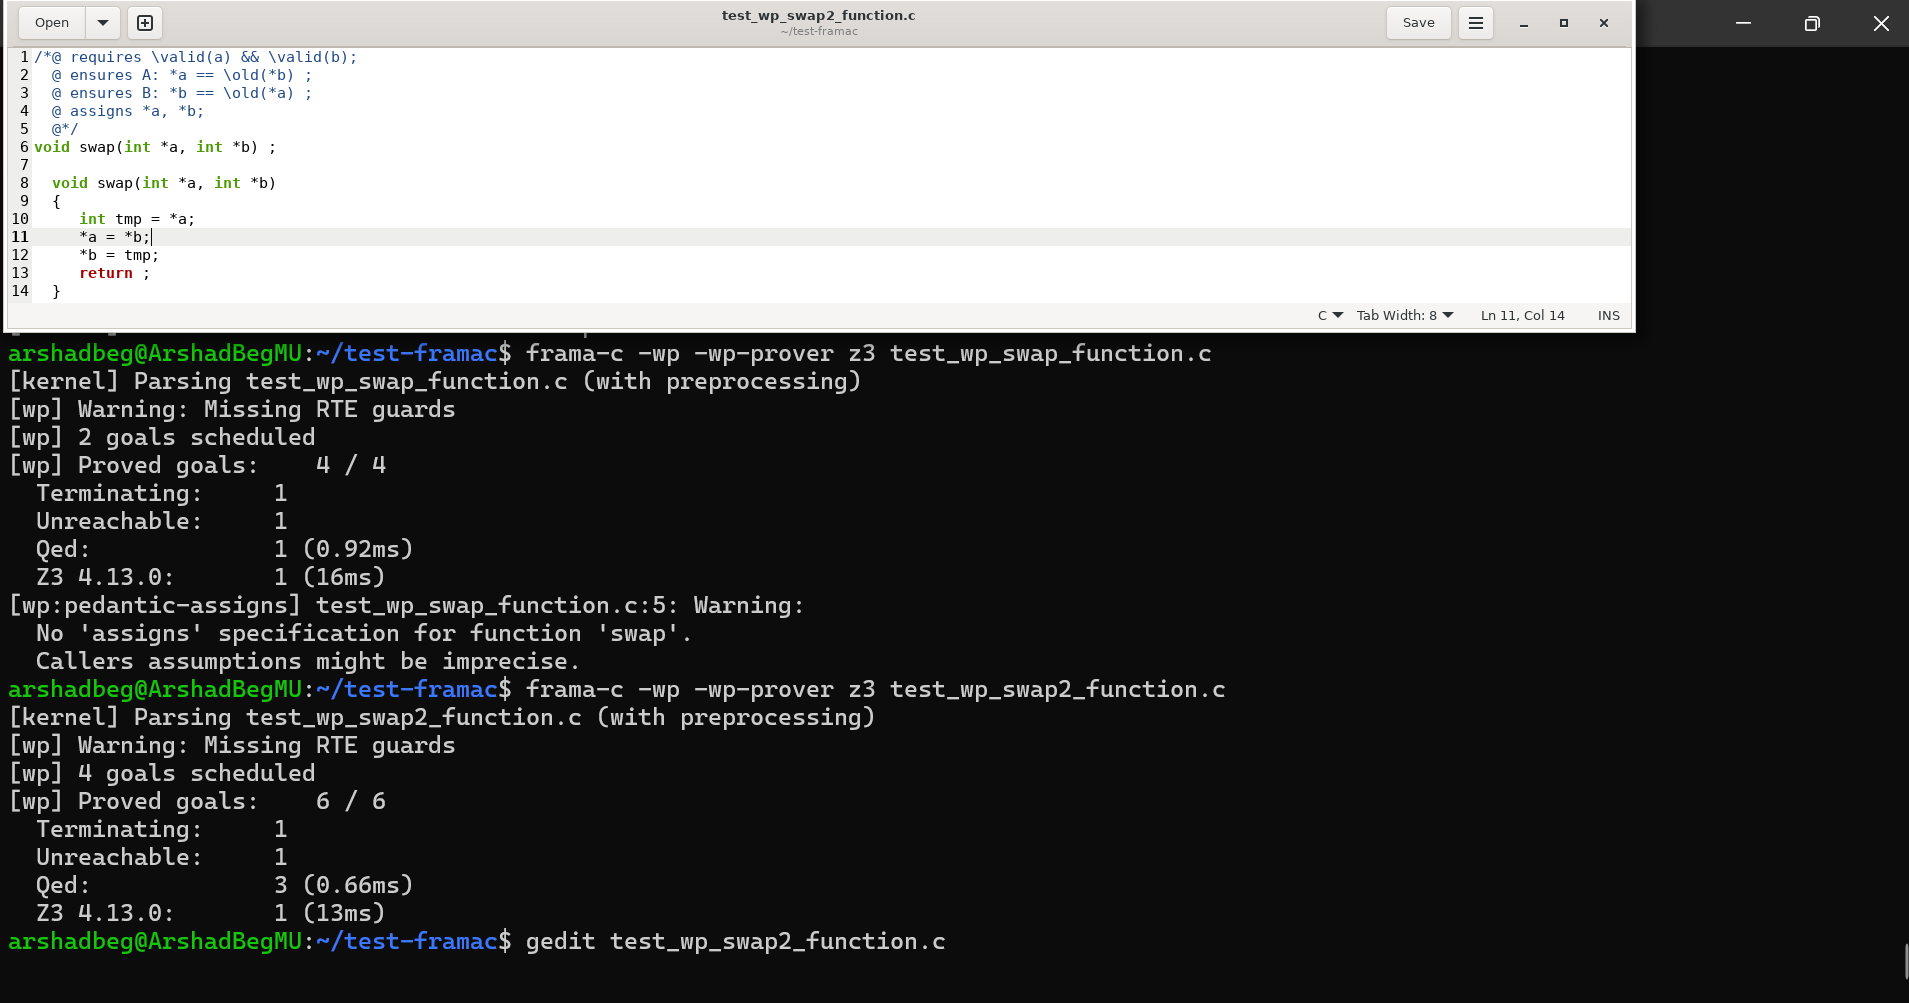 Open
test_wp_swap2_function.c
~/test-framac
Save
1 /*@ requires \valid(a) && \valid(b);
2   @ ensures A: *a == \old(*b) ;
3   @ ensures B: *b == \old(*a) ;
4   @ assigns *a, *b;
5   @*/
6 void swap(int *a, int *b) ;
7
8   void swap(int *a, int *b)
9   {
10      int tmp = *a;
11      *a = *b;
12      *b = tmp;
13      return ;
14   }
C Tab Width: 8 Ln 11, Col 14 INS
arshadbeg@ArshadBegMU:~/test-framac$ frama-c -wp -wp-prover z3 test_wp_swap_function.c
[kernel] Parsing test_wp_swap_function.c (with preprocessing)
[wp] Warning: Missing RTE guards
[wp] 2 goals scheduled
[wp] Proved goals:    4 / 4
  Terminating:     1
  Unreachable:     1
  Qed:             1 (0.92ms)
  Z3 4.13.0:       1 (16ms)
[wp:pedantic-assigns] test_wp_swap_function.c:5: Warning:
  No 'assigns' specification for function 'swap'.
  Callers assumptions might be imprecise.
arshadbeg@ArshadBegMU:~/test-framac$ frama-c -wp -wp-prover z3 test_wp_swap2_function.c
[kernel] Parsing test_wp_swap2_function.c (with preprocessing)
[wp] Warning: Missing RTE guards
[wp] 4 goals scheduled
[wp] Proved goals:    6 / 6
  Terminating:     1
  Unreachable:     1
  Qed:             3 (0.66ms)
  Z3 4.13.0:       1 (13ms)
arshadbeg@ArshadBegMU:~/test-framac$ gedit test_wp_swap2_function.c